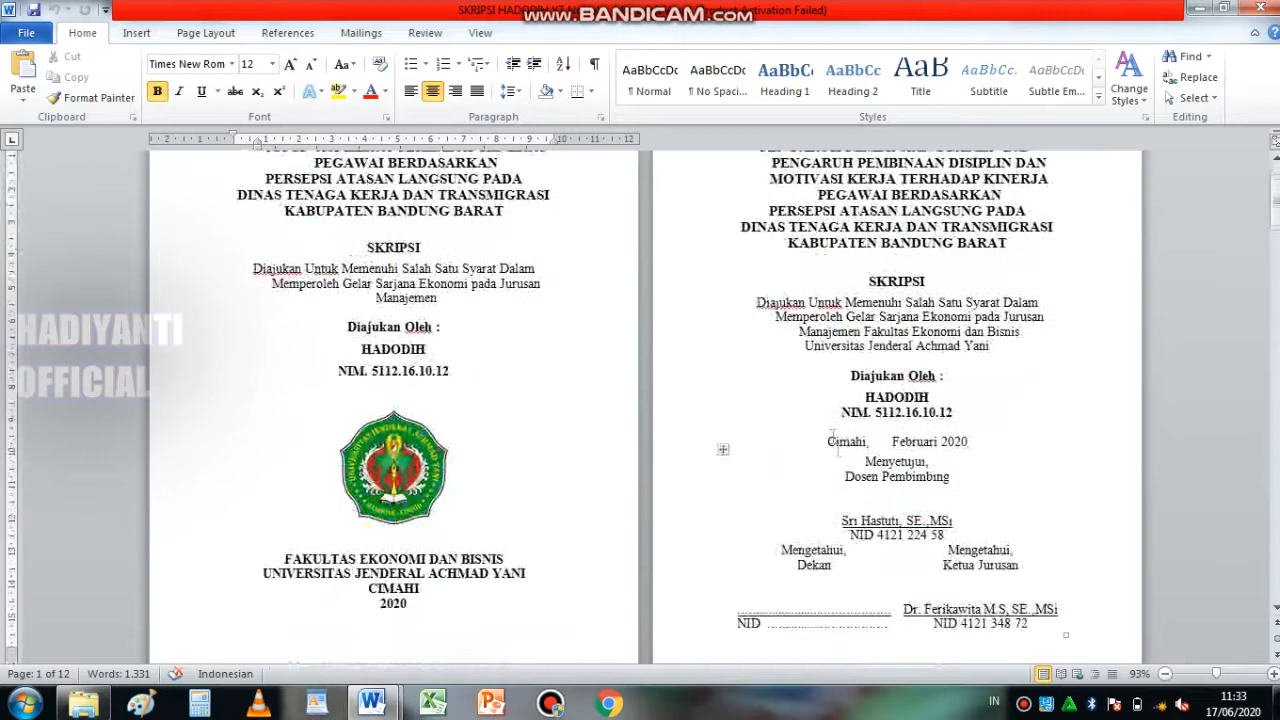 SKRIPSI HADODIH
www.BANDICAM.com
Product Activation Failed)
File
Home
Insert
Page Layout
References
Mailings
Review
View
Paste
Cut
Copy
Format Painter
Clipboard
Times New Rom
12
Font
Paragraph
AaBbCcDc
AaBbCcDc
AaBbC
AaBbCc
AaB
AaBbCc.
AaBbCcDc
¶ Normal
¶ No Spaci...
Heading 1
Heading 2
Title
Subtitle
Subtle Em...
Styles
Change
Styles
Find
Replace
Select
Editing
PEGAWAI BERDASARKAN
PERSEPSI ATASAN LANGSUNG PADA
DINAS TENAGA KERJA DAN TRANSMIGRASI
KABUPATEN BANDUNG BARAT
SKRIPSI
Diajukan Untuk Memenuhi Salah Satu Syarat Dalam
Memperoleh Gelar Sarjana Ekonomi pada Jurusan
Manajemen
Diajukan Oleh :
HADODIH
NIM. 5112.16.10.12
FAKULTAS EKONOMI DAN BISNIS
UNIVERSITAS JENDERAL ACHMAD YANI
CIMAHI
2020
HADIYANTI
OFFICIAL
PENGARUH PEMBINAAN DISIPLIN DAN
MOTIVASI KERJA TERHADAP KINERJA
PEGAWAI BERDASARKAN
PERSEPSI ATASAN LANGSUNG PADA
DINAS TENAGA KERJA DAN TRANSMIGRASI
KABUPATEN BANDUNG BARAT
SKRIPSI
Diajukan Untuk Memenuhi Salah Satu Syarat Dalam
Memperoleh Gelar Sarjana Ekonomi pada Jurusan
Manajemen Fakultas Ekonomi dan Bisnis
Universitas Jenderal Achmad Yani
Diajukan Oleh :
HADODIH
NIM. 5112.16.10.12
Cimahi, Februari 2020
Menyetujui,
Dosen Pembimbing
Sri Hastuti, SE.,MSi
NID 4121 224 58
Mengetahui, Mengetahui,
Dekan Ketua Jurusan
Dr. Ferikawita M.S, SE.,MSi
NID NID 4121 348 72
Page: 1 of 12
Words: 1.331
Indonesian
93%
IN
11:33
17/06/2020